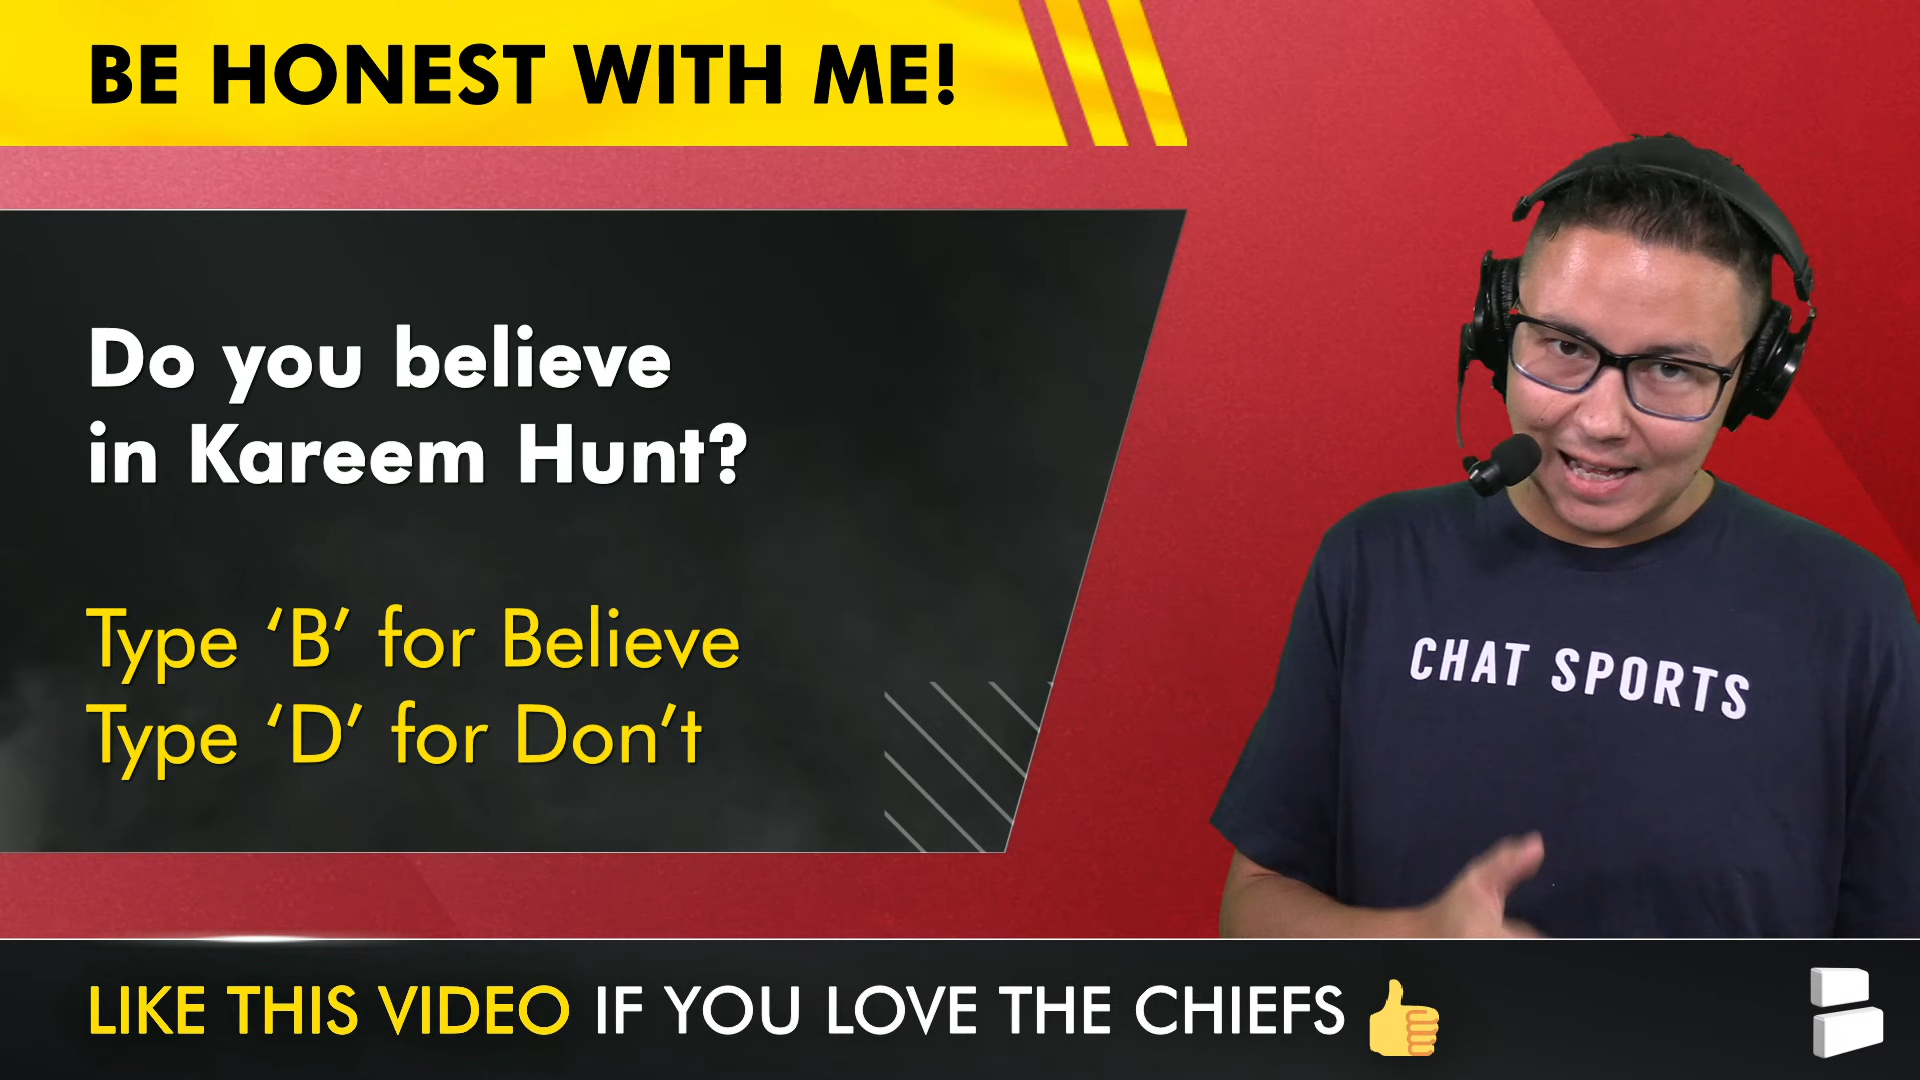 BE HONEST WITH ME!
Do you believe
in Kareem Hunt?
Type ‘B’ for Believe
Type ‘D’ for Don’t
CHAT SPORTS
LIKE THIS VIDEO IF YOU LOVE THE CHIEFS